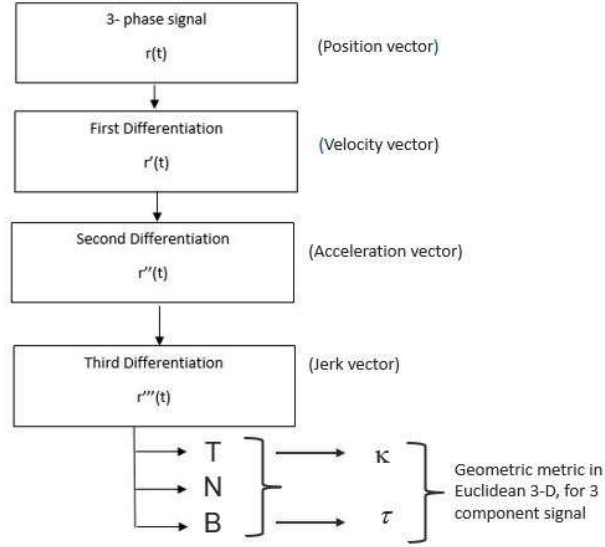 3- phase signal
r(t)
(Position vector)
First Differentiation
r'(t)
(Velocity vector)
Second Differentiation
r''(t)
(Acceleration vector)
Third Differentiation
r'''(t)
(Jerk vector)
T
κ
N
B
τ
Geometric metric in
Euclidean 3-D, for 3
component signal